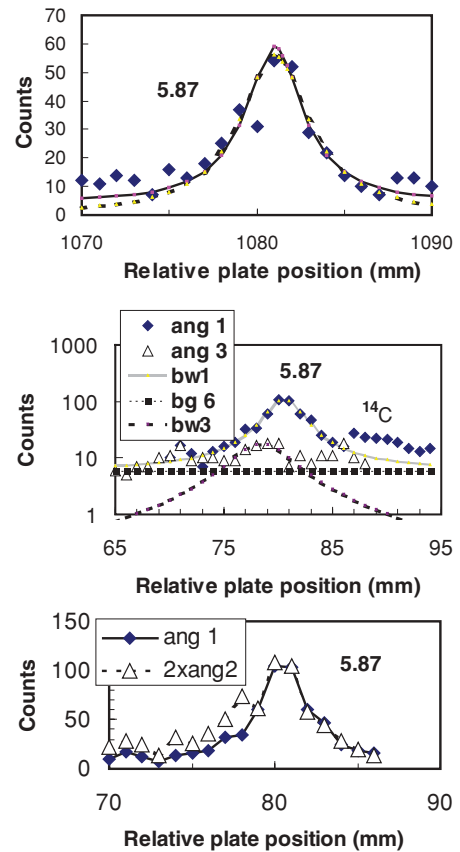 70
60
50
40
30
20
10
0
Counts
5.87
1070 1080 1090
Relative plate position (mm)
ang 1
ang 3
bw1
bg 6
bw3
1000
100
10
1
Counts
5.87
14C
65 75 85 95
Relative plate position (mm)
150
100
50
0
Counts
ang 1
2xang2
5.87
70 80 90
Relative plate position (mm)